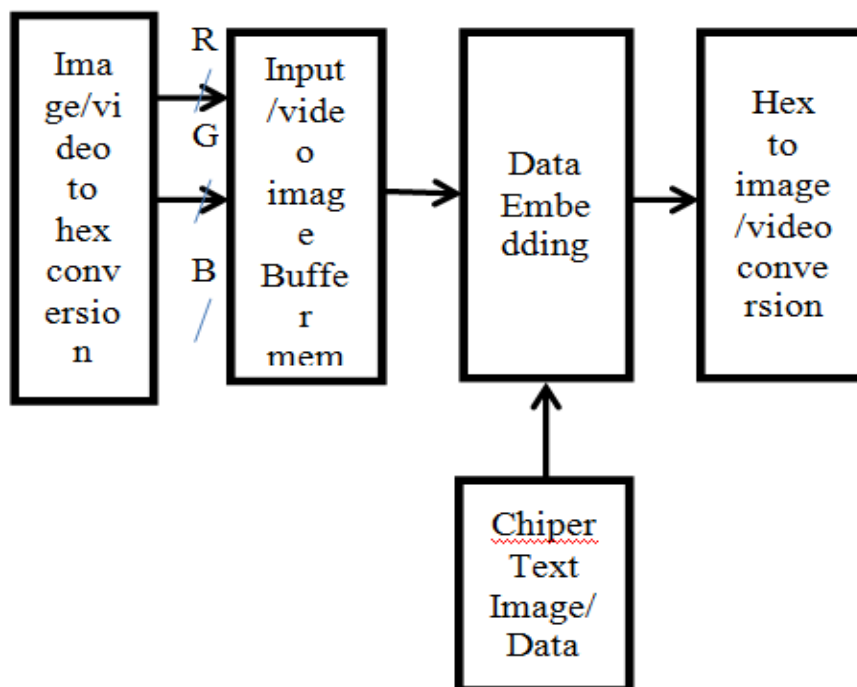 Ima
ge/vi
deo
to
hex
conv
ersio
n
R
G
B
Input
/vide
o
imag
e
Buffe
r
mem
Data
Embe
dding
Hex
to
image
/video
conve
rsion
Chiper
Text
Image/
Data